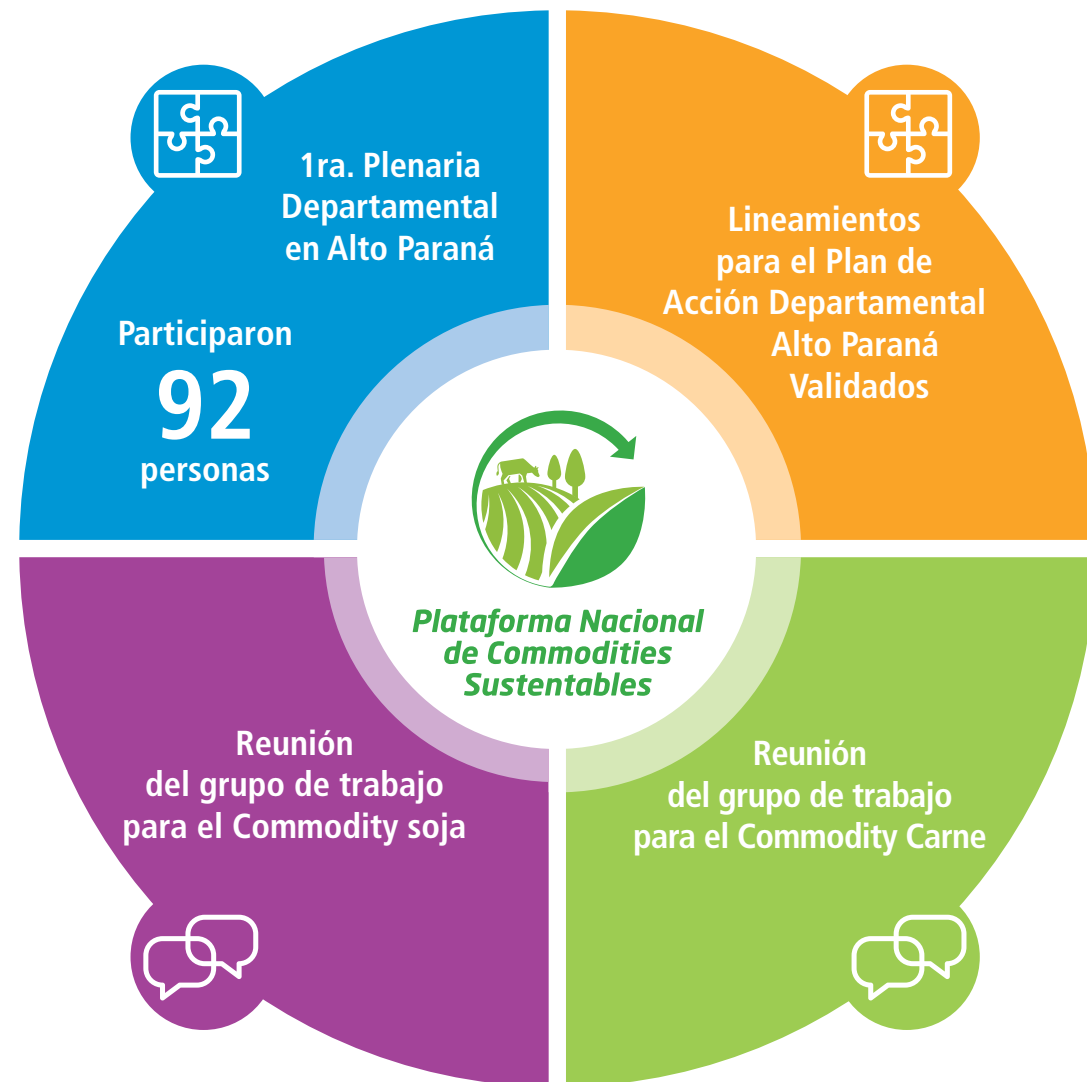 1ra. Plenaria
Departamental
en Alto Paraná
Participaron
92
personas
Lineamientos
para el Plan de
Acción Departamental
Alto Paraná
Validados
Plataforma Nacional
de Commodities
Sustentables
Reunión
del grupo de trabajo
para el Commodity soja
Reunión
del grupo de trabajo
para el Commodity Carne